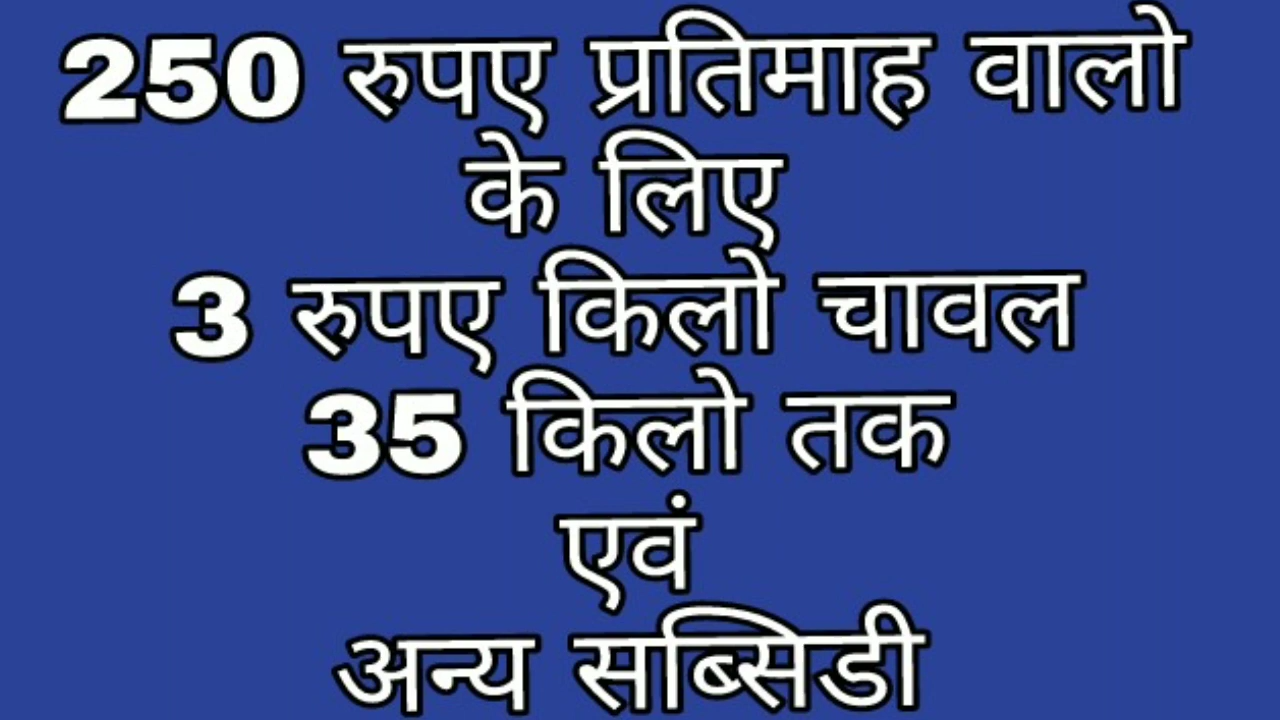 250 रुपए प्रतिमाह वालो
के लिए
3 रुपए किलो चावल
35 किलो तक
एवं
अन्य सब्सिडी